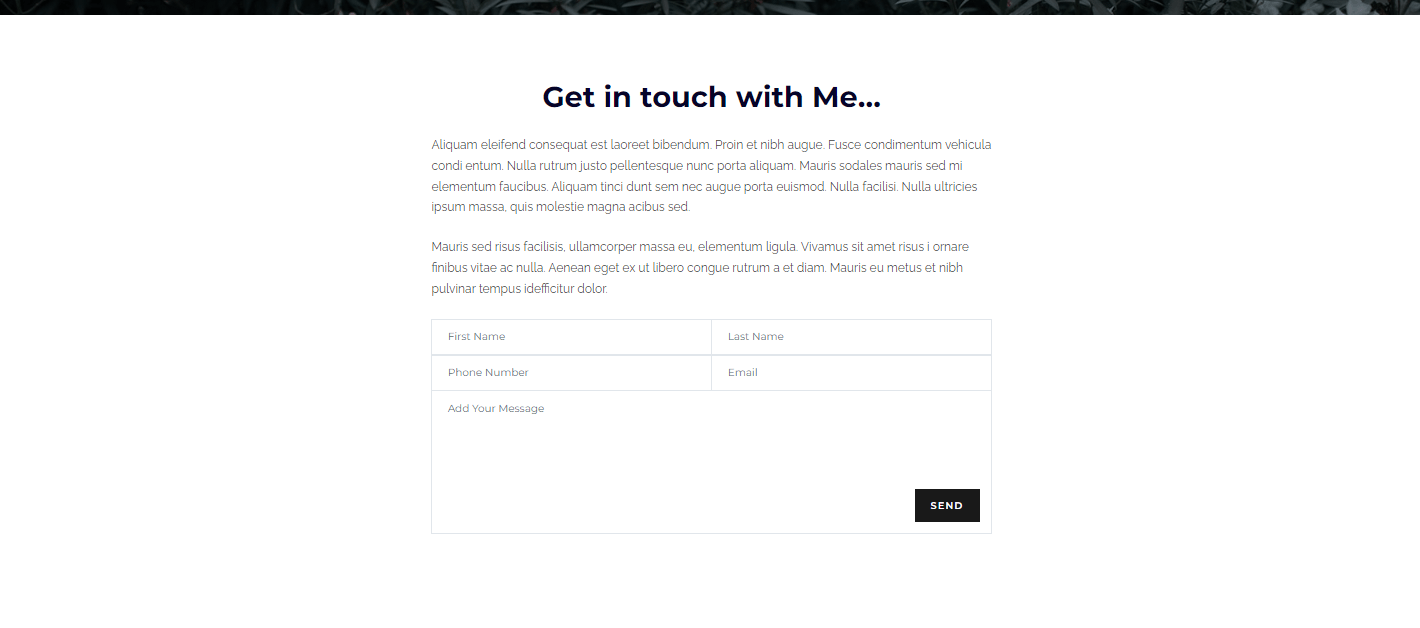 Get in touch with Me...
Aliquam eleifend consequat est laoreet bibendum. Proin et nibh augue. Fusce condimentum vehicula
condi entum. Nulla rutrum justo pellentesque nunc porta aliquam. Mauris sodales mauris sed mi
elementum faucibus. Aliquam tinci dunt sem nec augue porta euismod. Nulla facilisi. Nulla ultricies
ipsum massa, quis molestie magna acibus sed.
Mauris sed risus facilisis, ullamcorper massa eu, elementum ligula. Vivamus sit amet risus i ornare
finibus vitae ac nulla. Aenean eget ex ut libero congue rutrum a et diam. Mauris eu metus et nibh
pulvinar tempus idefficitur dolor.
First Name Last Name
Phone Number Email
Add Your Message
SEND